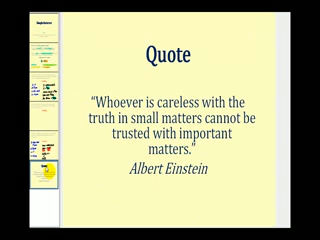 Quote
“Whoever is careless with the
truth in small matters cannot be
trusted with important
matters.”
Albert Einstein